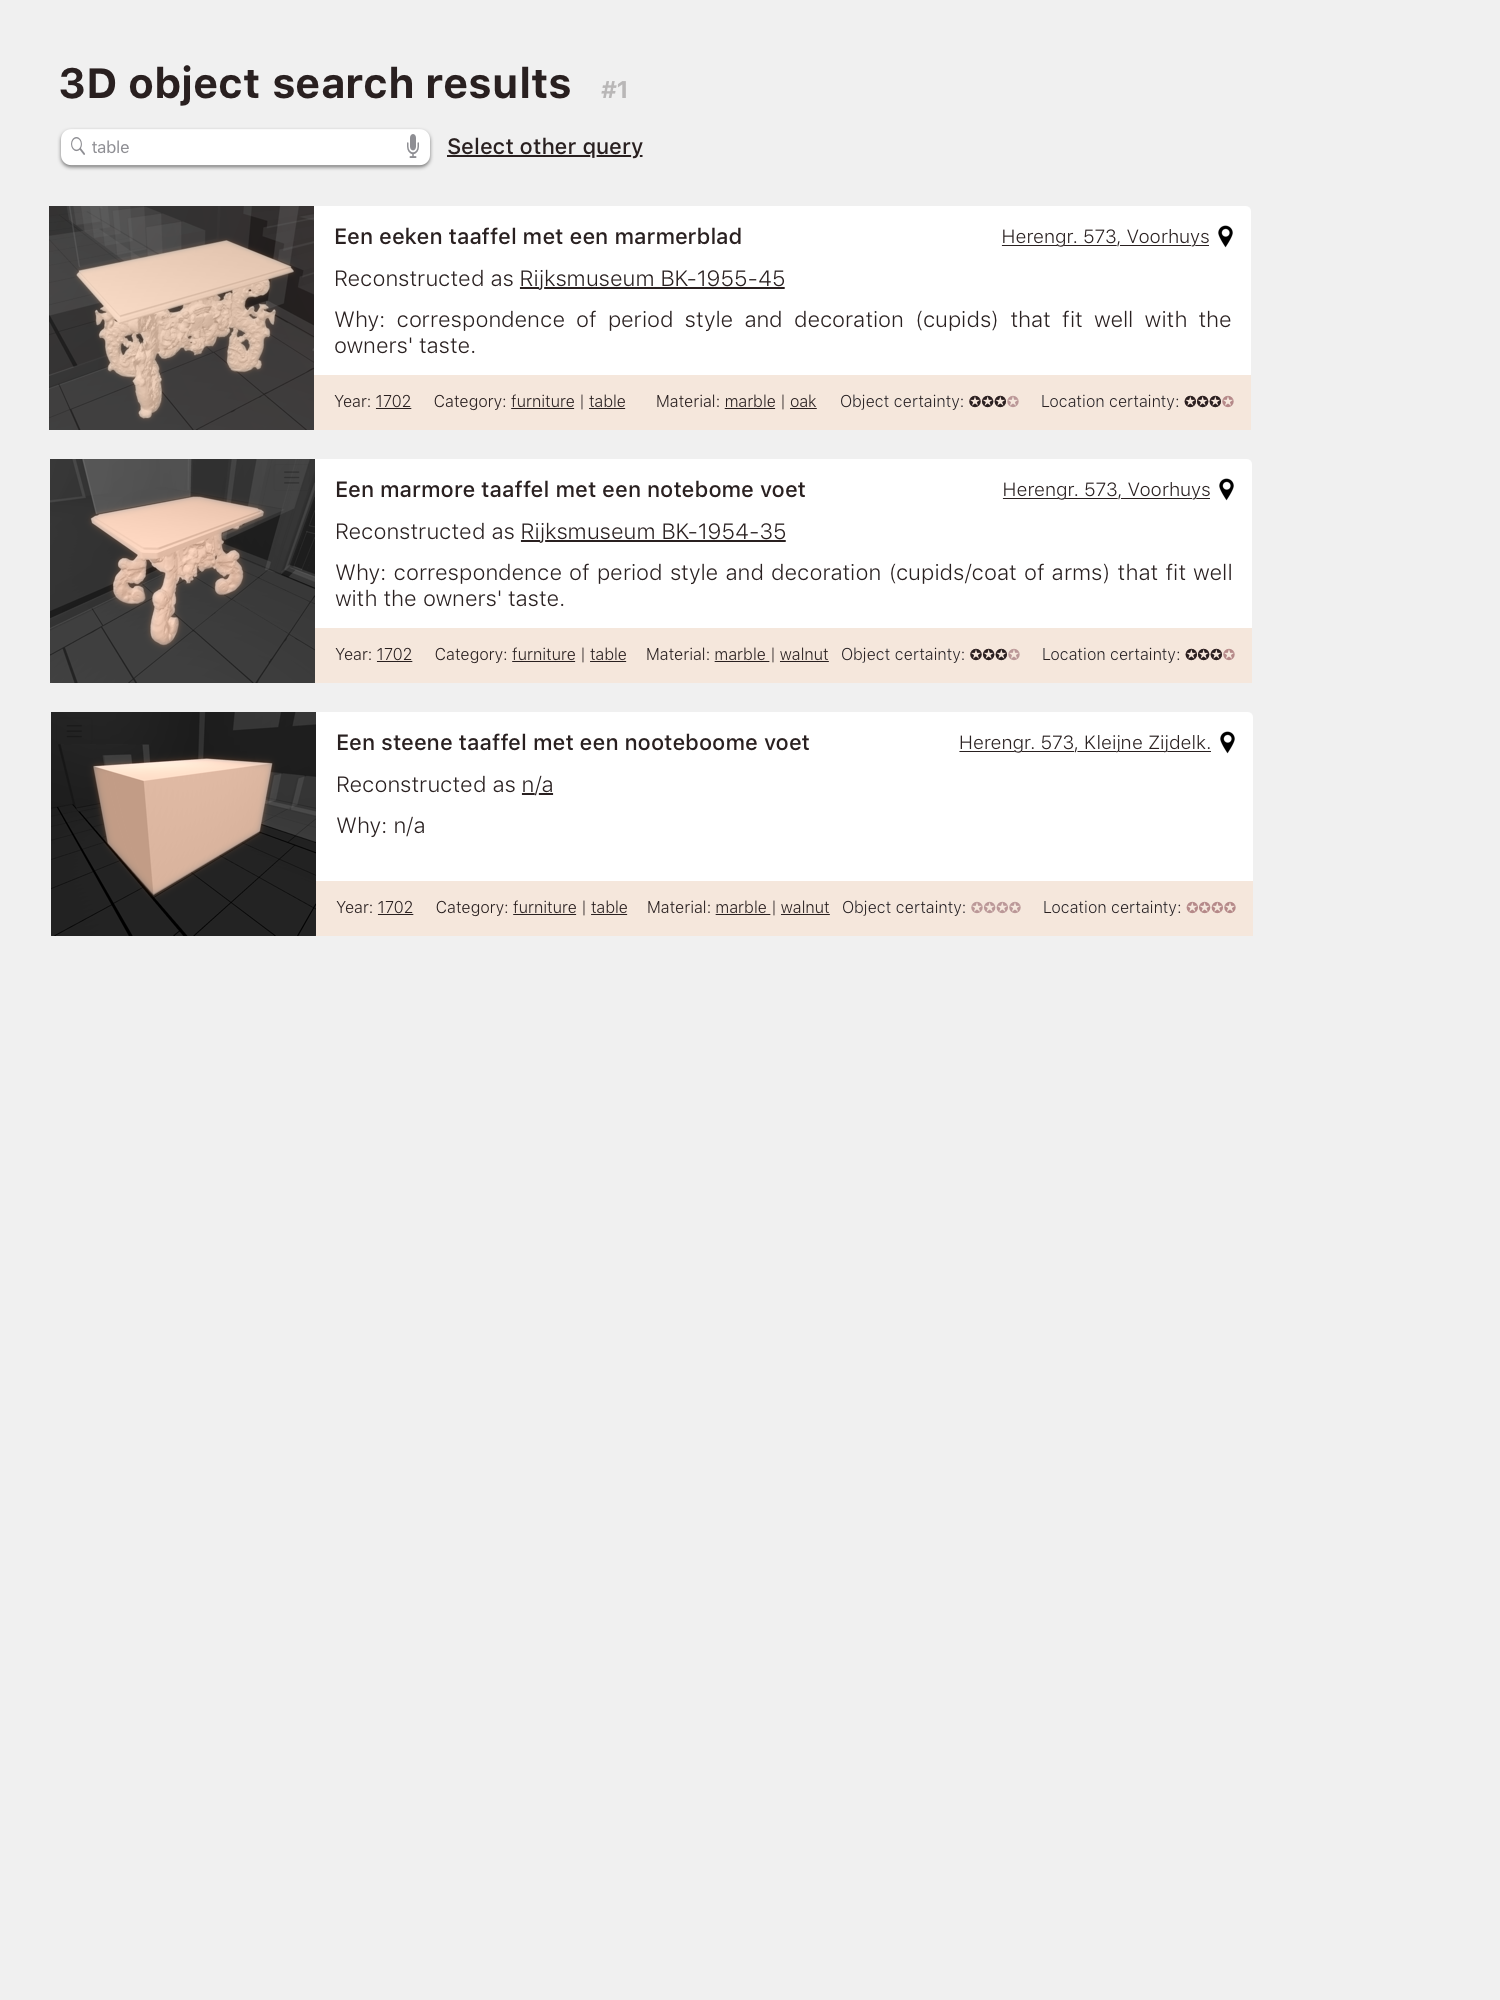 3D object search results #1
table Select other query
Een eeken taaffel met een marmerblad Herengr. 573, Voorhuys
Reconstructed as Rijksmuseum BK-1955-45
Why: correspondence of period style and decoration (cupids) that fit well with the
owners' taste.
Year: 1702 Category: furniture | table Material: marble | oak Object certainty: ✪✪✪✪ Location certainty: ✪✪✪✪
Een marmore taaffel met een notebome voet Herengr. 573, Voorhuys
Reconstructed as Rijksmuseum BK-1954-35
Why: correspondence of period style and decoration (cupids/coat of arms) that fit well
with the owners' taste.
Year: 1702 Category: furniture | table Material: marble | walnut Object certainty: ✪✪✪✪ Location certainty: ✪✪✪✪
Een steene taaffel met een nooteboome voet Herengr. 573, Kleijne Zijdelk.
Reconstructed as n/a
Why: n/a
Year: 1702 Category: furniture | table Material: marble | walnut Object certainty: ✪✪✪✪ Location certainty: ✪✪✪✪